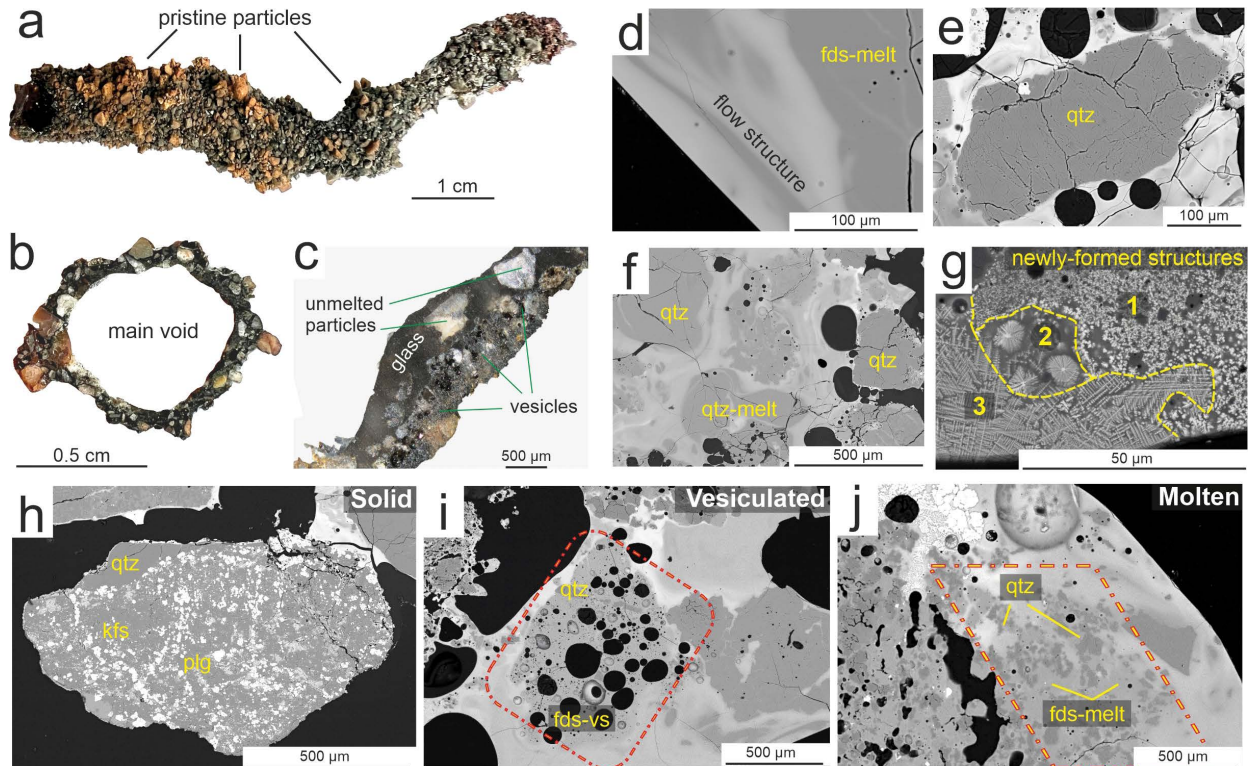 a
pristine particles
1 cm
b
main void
0.5 cm
c
unmelted
particles
glass
vesicles
500 µm
d
fds-melt
flow structure
100 µm
e
qtz
100 µm
f
qtz
qtz
qtz-melt
500 µm
g
newly-formed structures
1
2
3
50 µm
h
Solid
qtz
kfs
plg
500 µm
i
Vesiculated
qtz
fds-vs
500 µm
j
Molten
qtz
fds-melt
500 µm